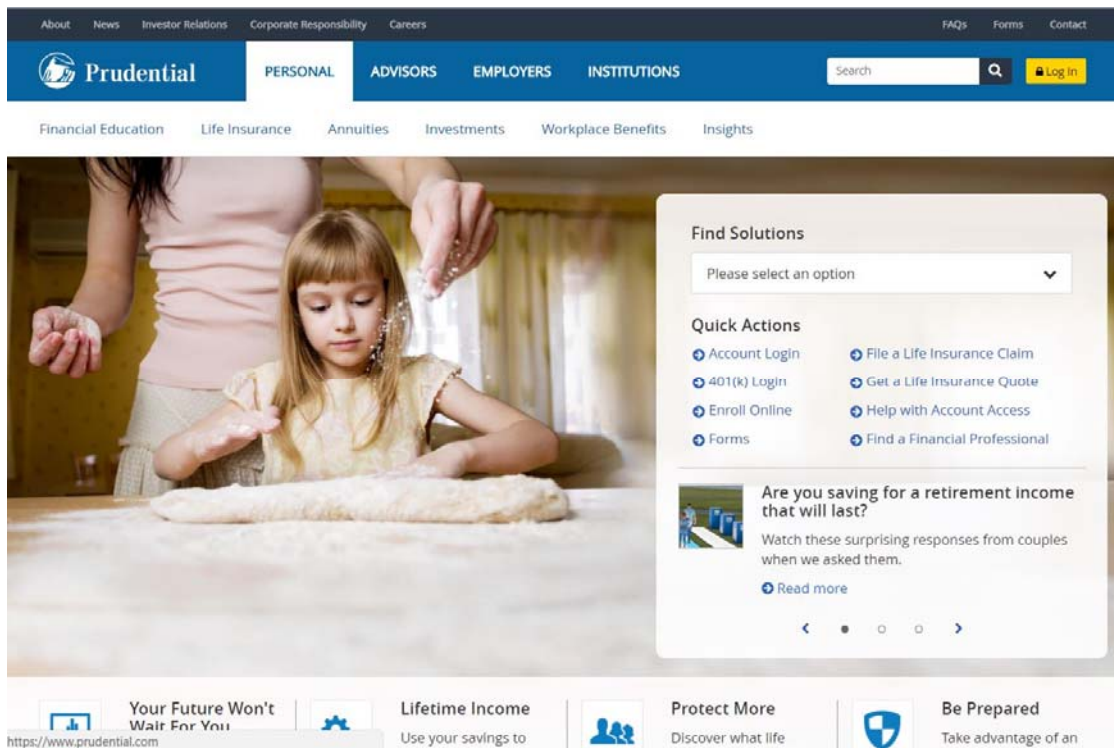 About News Investor Relations Corporate Responsibility Careers FAQs Forms Contact
Prudential PERSONAL ADVISORS EMPLOYERS INSTITUTIONS Search Log In
Financial Education Life Insurance Annuities Investments Workplace Benefits Insights
Find Solutions
Please select an option
Quick Actions
Account Login File a Life Insurance Claim
401(k) Login Get a Life Insurance Quote
Enroll Online Help with Account Access
Forms Find a Financial Professional
Are you saving for a retirement income
that will last?
Watch these surprising responses from couples
when we asked them.
Read more
Your Future Won't
Wait For You
Lifetime Income
Use your savings to
Protect More
Discover what life
Be Prepared
Take advantage of an
https://www.prudential.com